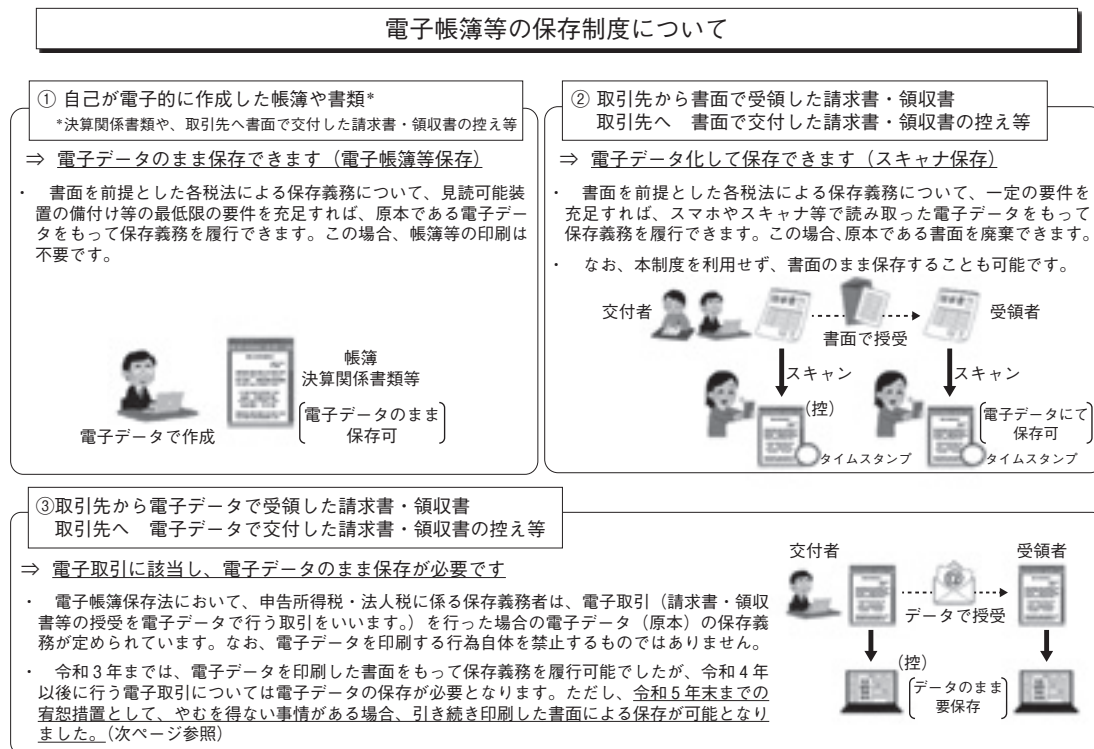 電子帳簿等の保存制度について
① 自己が電子的に作成した帳簿や書類*
*決算関係書類や、取引先へ書面で交付した請求書・領収書の控え等
⇒ 電子データのまま保存できます（電子帳簿等保存）
・ 書面を前提とした各税法による保存義務について、見読可能装
置の備付け等の最低限の要件を充足すれば、原本である電子デー
タをもって保存義務を履行できます。この場合、帳簿等の印刷は
不要です。
帳簿
決算関係書類等
電子データのまま
保存可
電子データで作成
② 取引先から書面で受領した請求書・領収書
取引先へ 書面で交付した請求書・領収書の控え等
⇒ 電子データ化して保存できます（スキャナ保存）
・ 書面を前提とした各税法による保存義務について、一定の要件を
充足すれば、スマホやスキャナ等で読み取った電子データをもって
保存義務を履行できます。この場合、原本である書面を廃棄できます。
・ なお、本制度を利用せず、書面のまま保存することも可能です。
交付者
受領者
書面で授受
スキャン
スキャン
(控)
電子データにて
保存可
タイムスタンプ
タイムスタンプ
③取引先から電子データで受領した請求書・領収書
取引先へ 電子データで交付した請求書・領収書の控え等
⇒ 電子取引に該当し、電子データのまま保存が必要です
・ 電子帳簿保存法において、申告所得税・法人税に係る保存義務者は、電子取引（請求書・領収
書等の授受を電子データで行う取引をいいます。）を行った場合の電子データ（原本）の保存義
務が定められています。なお、電子データを印刷する行為自体を禁止するものではありません。
・ 令和3年までは、電子データを印刷した書面をもって保存義務を履行可能でしたが、令和4年
以後に行う電子取引については電子データの保存が必要となります。ただし、令和5年末までの
宥恕措置として、やむを得ない事情がある場合、引き続き印刷した書面による保存が可能となり
ました。(次ページ参照)
交付者
受領者
@
データで授受
(控)
データのまま
要保存